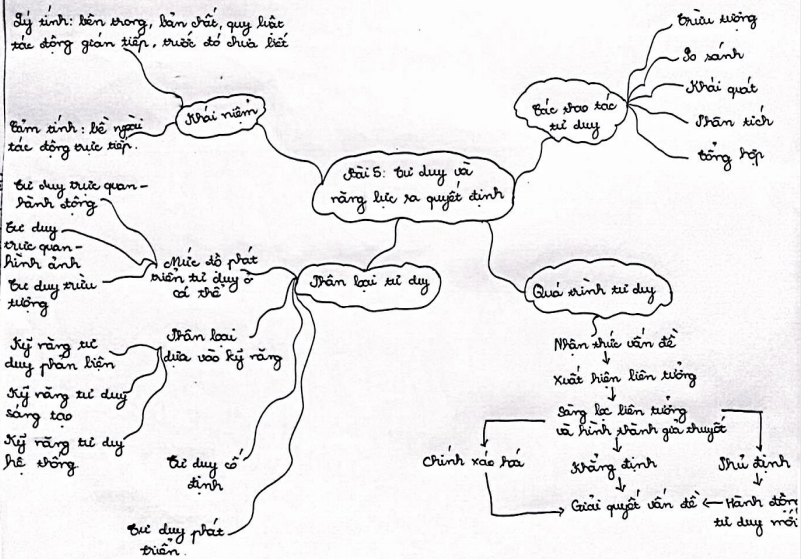 Lý tính: bên trong, bản chất, quy luật
tác động gián tiếp, trước đó chưa biết
Khái niệm
Cảm tính: bề ngoài
tác động trực tiếp.
Bài 5: Tư duy và
năng lực ra quyết định
Các thao tác
tư duy
Trừu tượng
So sánh
Khái quát
Phân tích
Tổng hợp
Phân loại tư duy
Mức độ phát
triển tư duy ở
cá thể
Tư duy trực quan-
hành động
Tư duy
trực quan-
hình ảnh
Tư duy trừu
tượng
Phân loại
dựa vào kỹ năng
Kỹ năng tư
duy phản biện
Kỹ năng tư duy
sáng tạo
Kỹ năng tư duy
hệ thống.
Tư duy cố
định
Tư duy phát
triển.
Quá trình tư duy
Nhận thức vấn đề
Xuất hiện liên tưởng
Sàng lọc liên tưởng
và hình thành giả thuyết
Chính xác hoá
Khẳng định
Phủ định
Giải quyết vấn đề
Hành động
tư duy mới